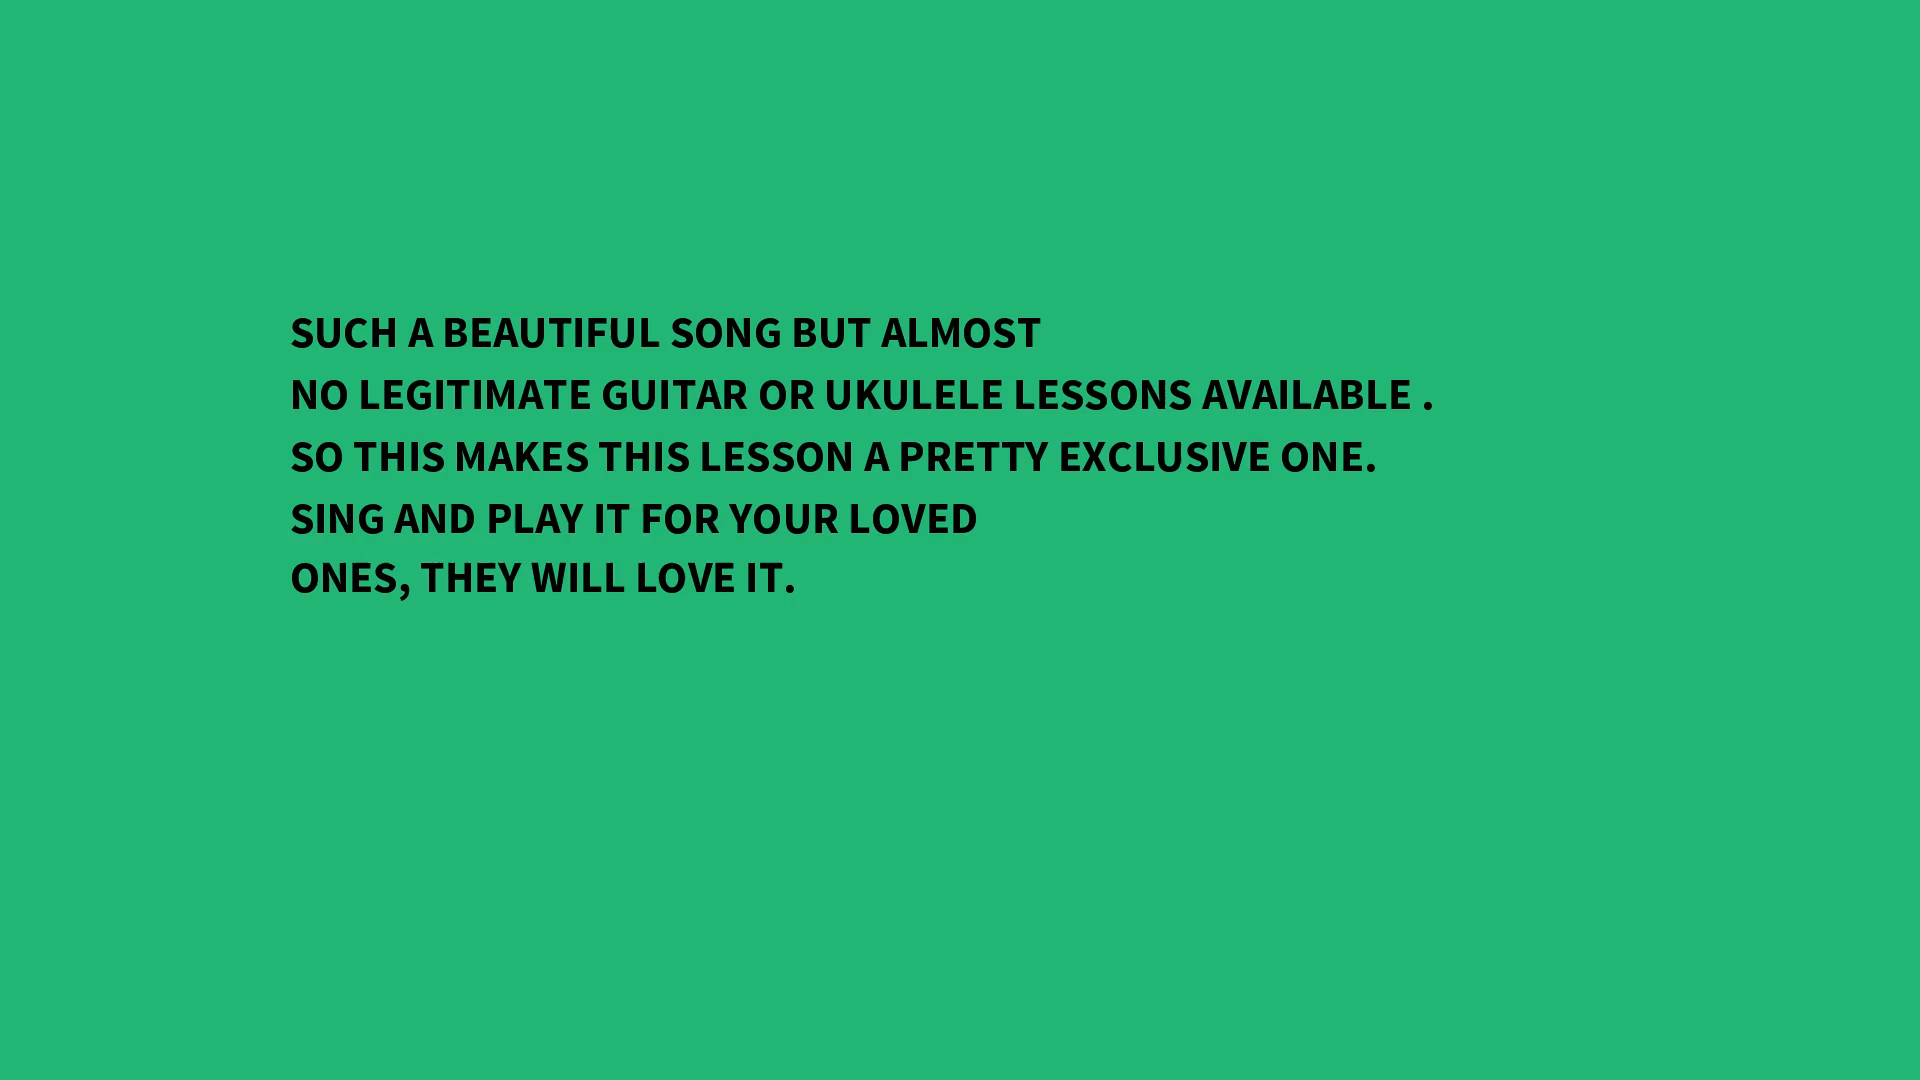 SUCH A BEAUTIFUL SONG BUT ALMOST
NO LEGITIMATE GUITAR OR UKULELE LESSONS AVAILABLE .
SO THIS MAKES THIS LESSON A PRETTY EXCLUSIVE ONE.
SING AND PLAY IT FOR YOUR LOVED
ONES, THEY WILL LOVE IT.